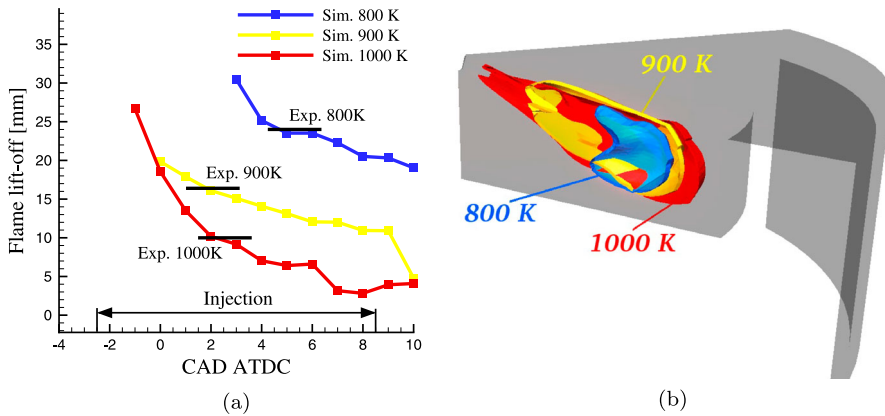 Sim. 800 K
Sim. 900 K
Sim. 1000 K
Flame lift-off [mm]
35
30
25
20
15
10
5
0
Exp. 800K
Exp. 900K
Exp. 1000K
Injection
-4
-2
0
2
4
6
8
10
CAD ATDC
(a)
900 K
800 K
1000 K
(b)